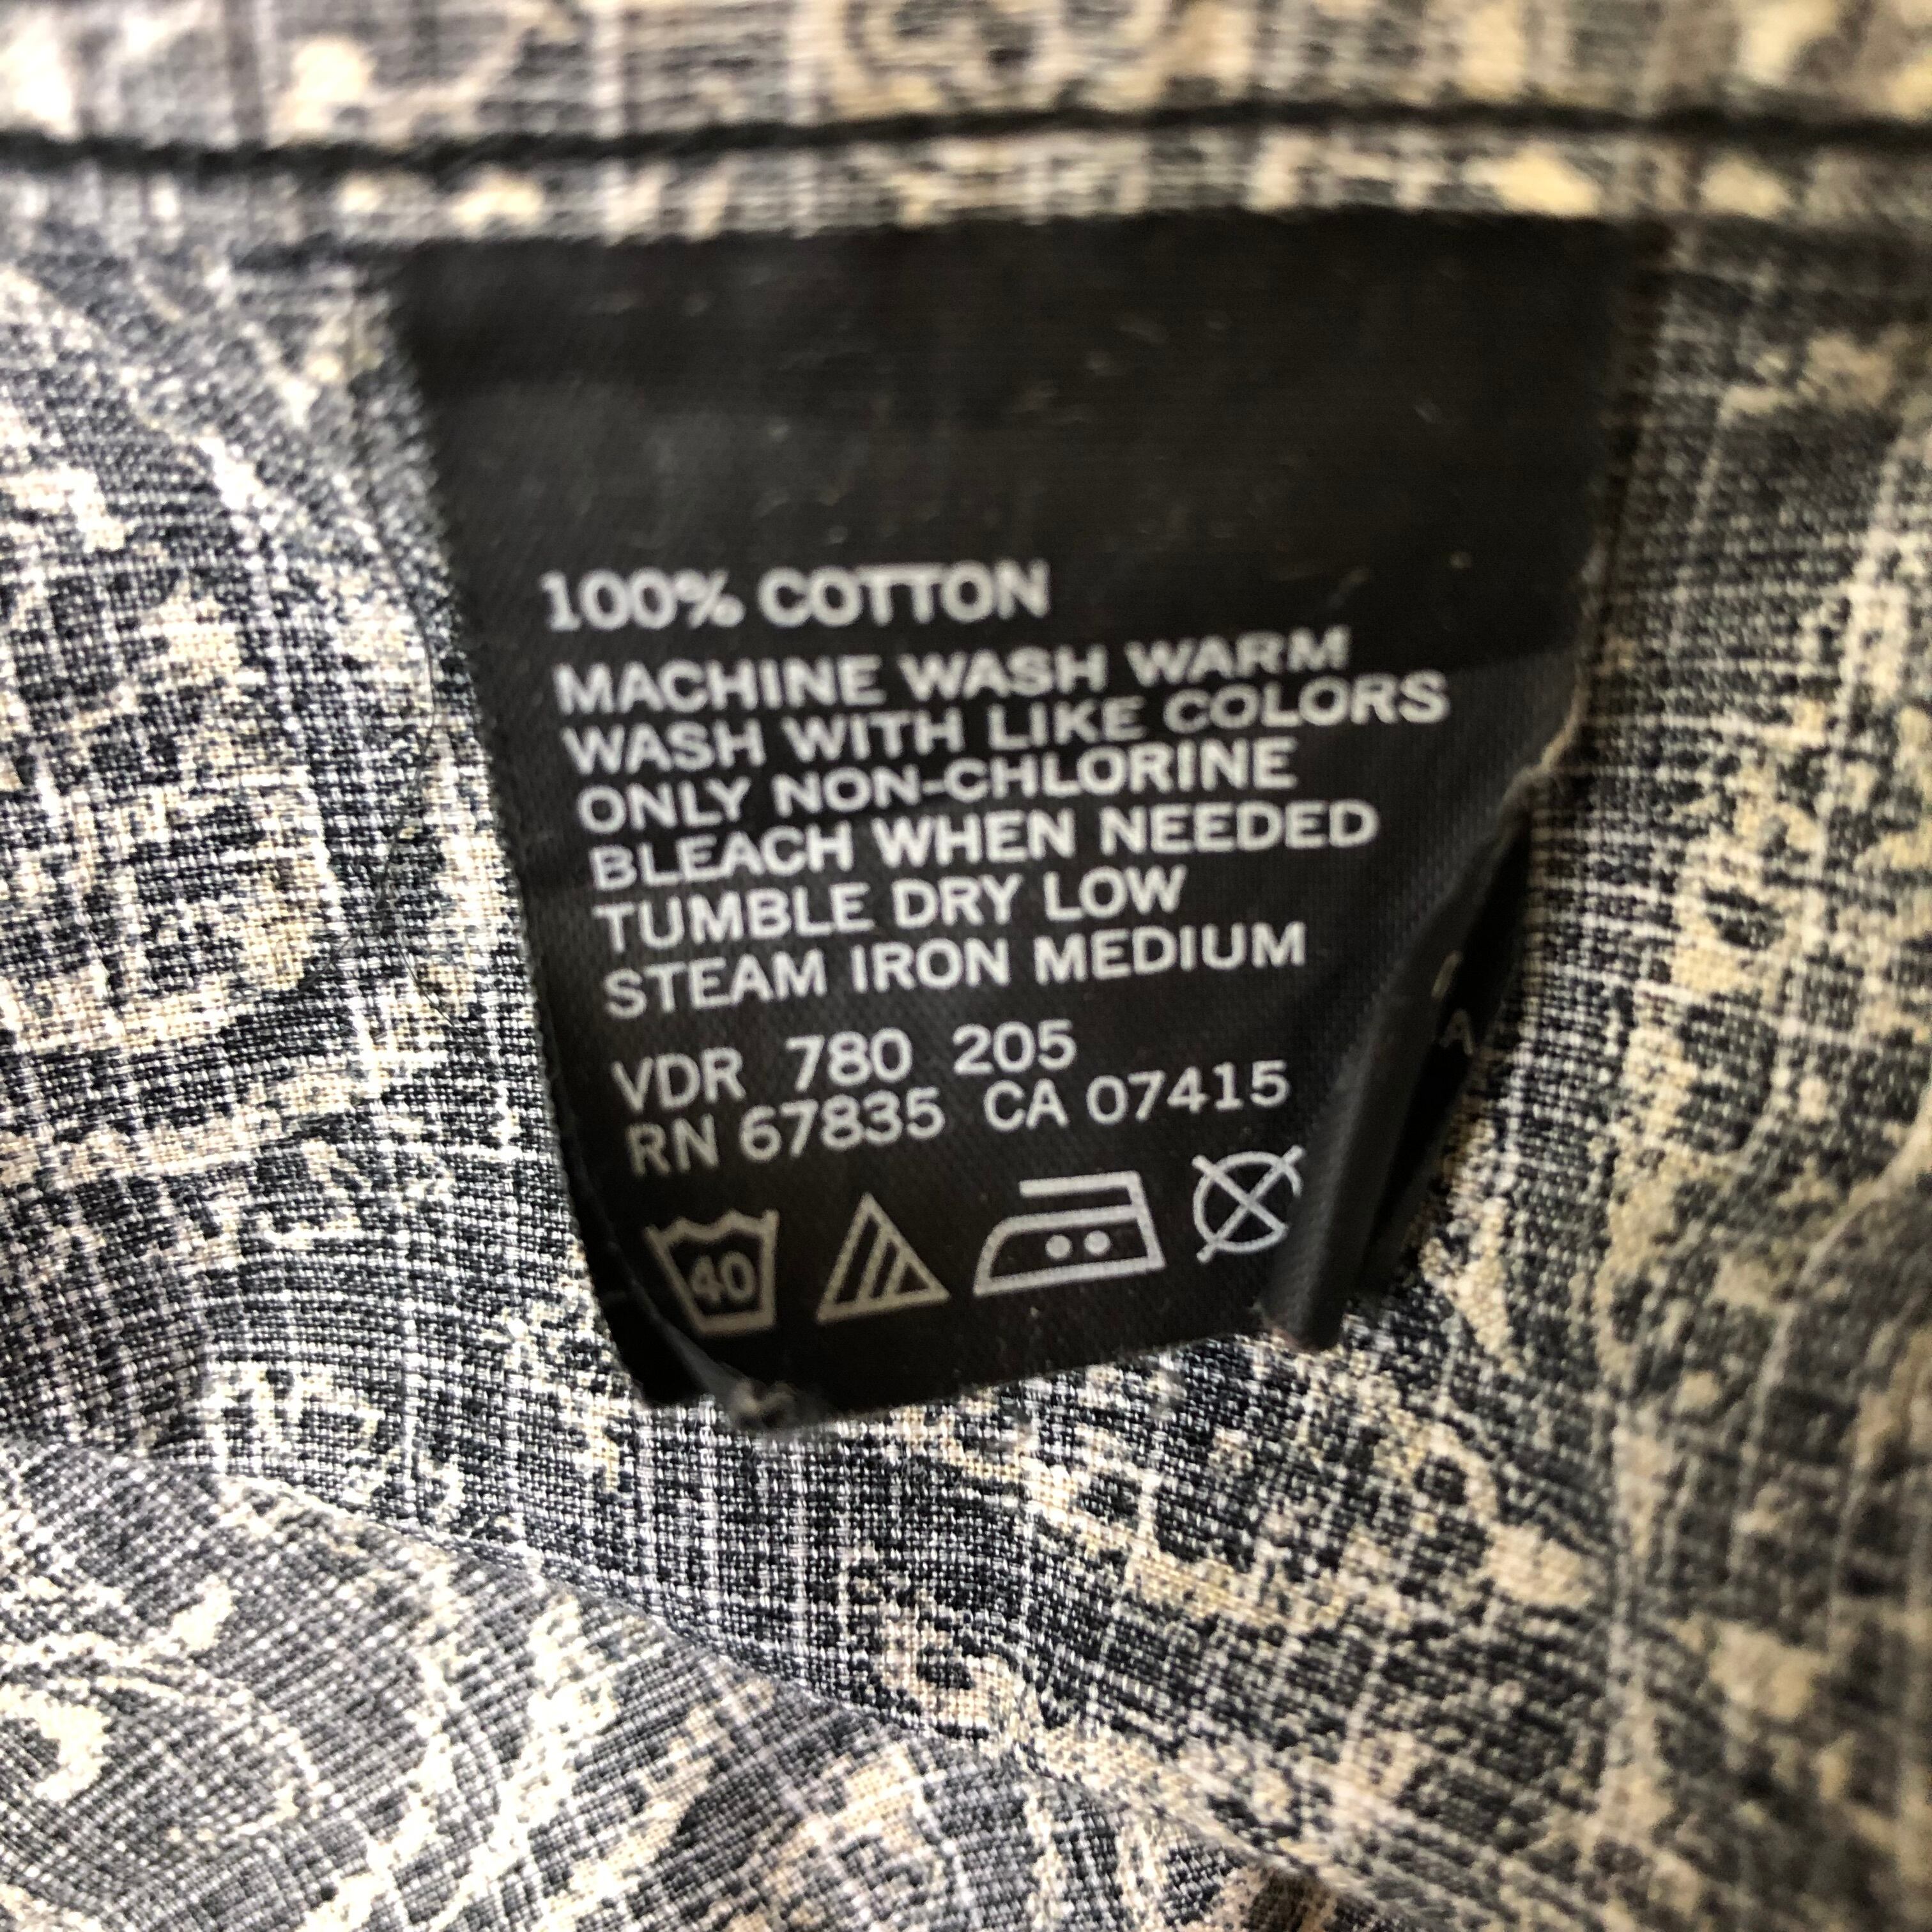 100% COTTON
MACHINE WASH WARM
WASH WITH LIKE COLORS
ONLY NON-CHLORINE
BLEACH WHEN NEEDED
TUMBLE DRY LOW
STEAM IRON MEDIUM
VDR 780 205
RN 67835 CA 07415
40